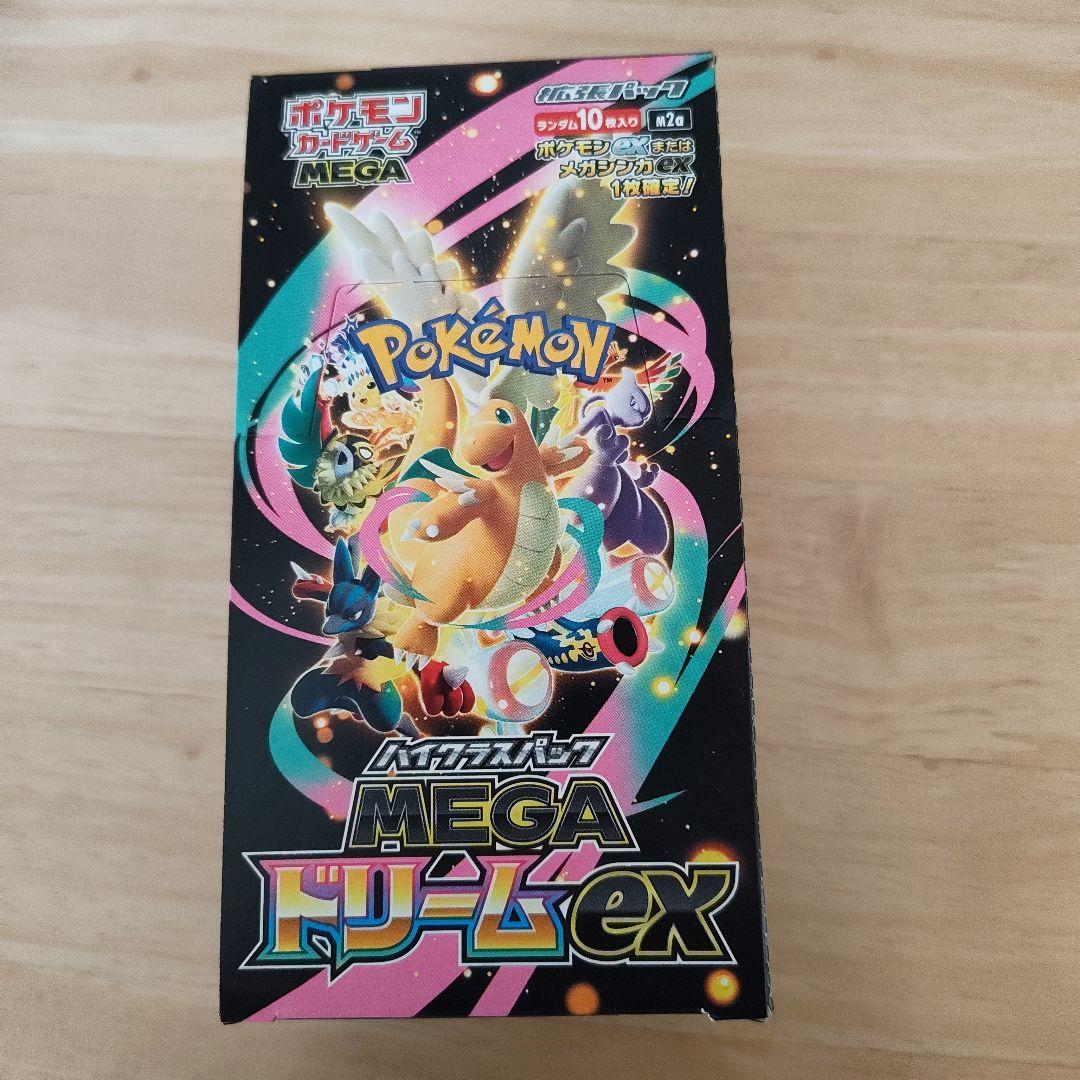 ポケモン
カードゲーム
MEGA
拡張パック
ランダム10枚入り M2a
ポケモンexまたは
メガシンカex
1枚確定!
POKéMON
TM
ハイクラスパック
MEGA
ドリームex